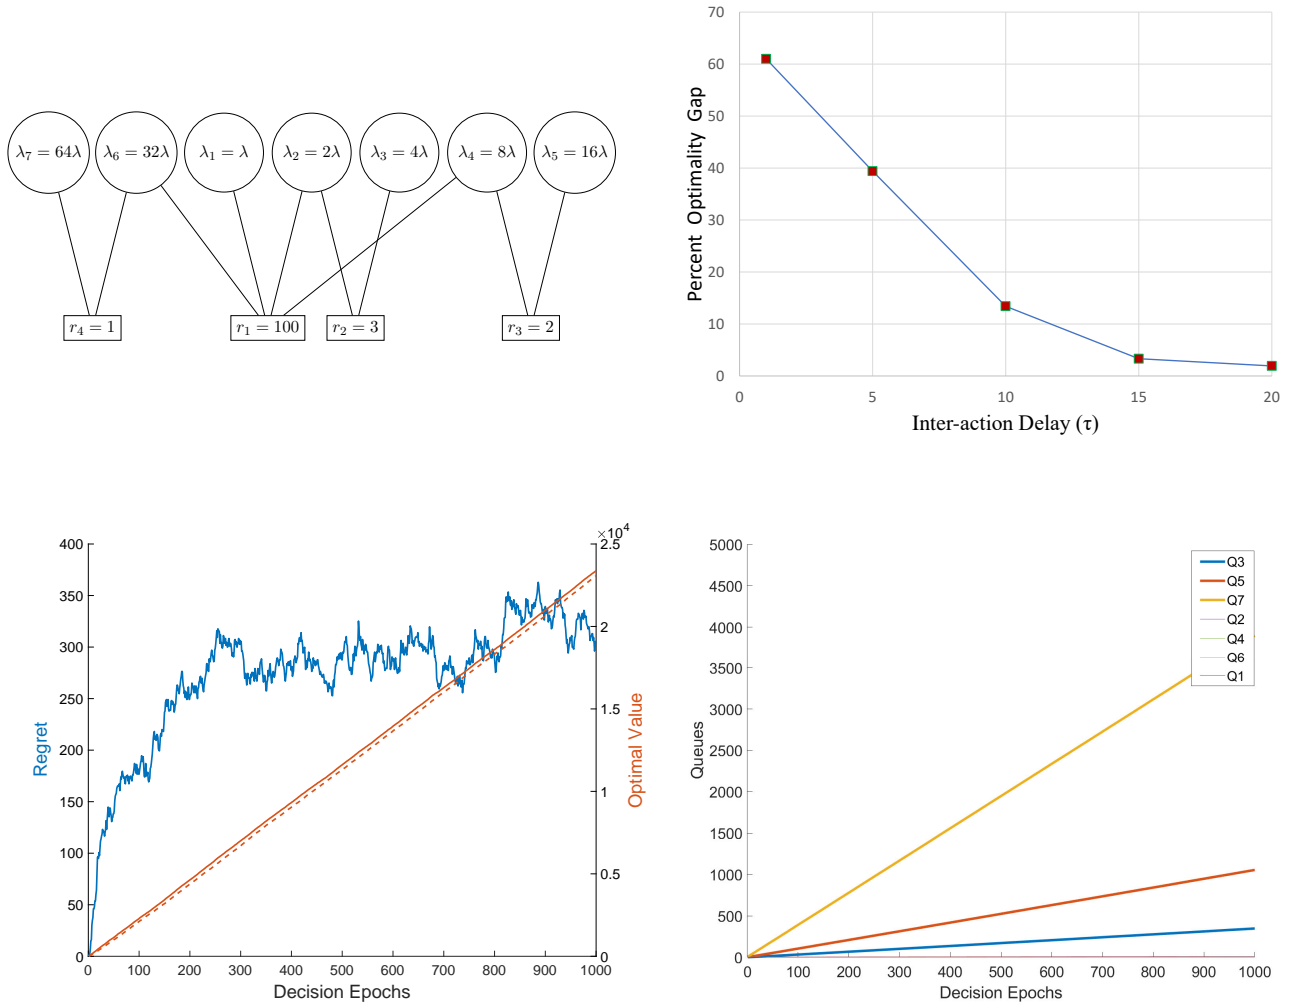 λ₇ = 64λ
λ₆ = 32λ
λ₁ = λ
λ₂ = 2λ
λ₃ = 4λ
λ₄ = 8λ
λ₅ = 16λ
r₄ = 1
r₁ = 100
r₂ = 3
r₃ = 2
70
60
50
40
30
20
10
0
Percent Optimality Gap
0 5 10 15 20
Inter-action Delay (τ)
×10⁴
400
350
300
250
200
150
100
50
0
Regret
2.5
2
1.5
1
0.5
0
Optimal Value
0 100 200 300 400 500 600 700 800 900 1000
Decision Epochs
5000
4500
4000
3500
3000
2500
2000
1500
1000
500
0
Queues
Q3
Q5
Q7
Q2
Q4
Q6
Q1
0 100 200 300 400 500 600 700 800 900 1000
Decision Epochs